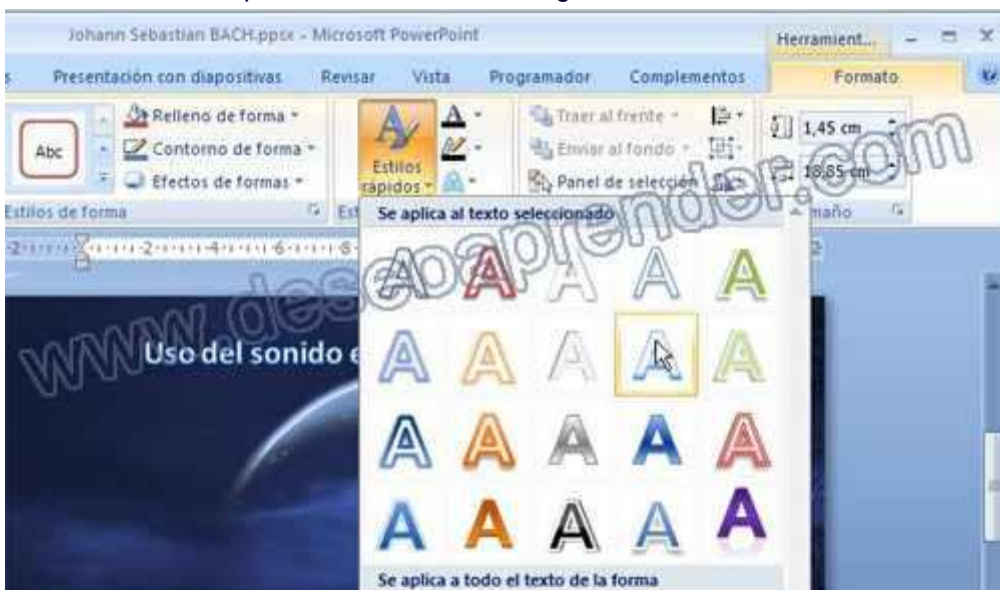 Johann Sebastian BACH.ppsx - Microsoft PowerPoint
Herramient...
Presentación con diapositivas Revisar Vista Programador Complementos Formato
Abc
Relleno de forma
Contorno de forma
Efectos de formas
Estilos de forma
Estilos rápidos
Traer al frente
Enviar al fondo
Panel de selección
1,45 cm
18,85 cm
Se aplica al texto seleccionado
A A A A A
A A A A A
A A A A A
A A A A A
Se aplica a todo el texto de la forma
Uso del sonido
www.deseoaprender.com